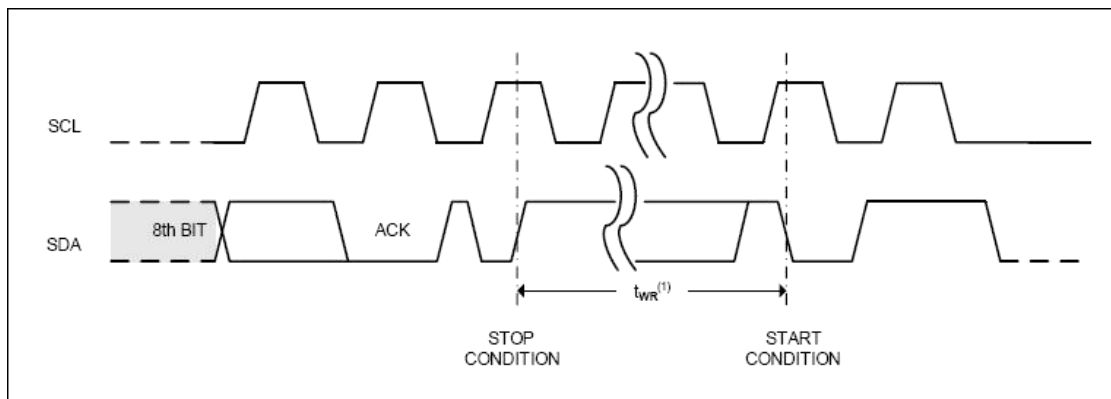 SCL
8th BIT
ACK
SDA
tWR(1)
STOP
CONDITION
START
CONDITION